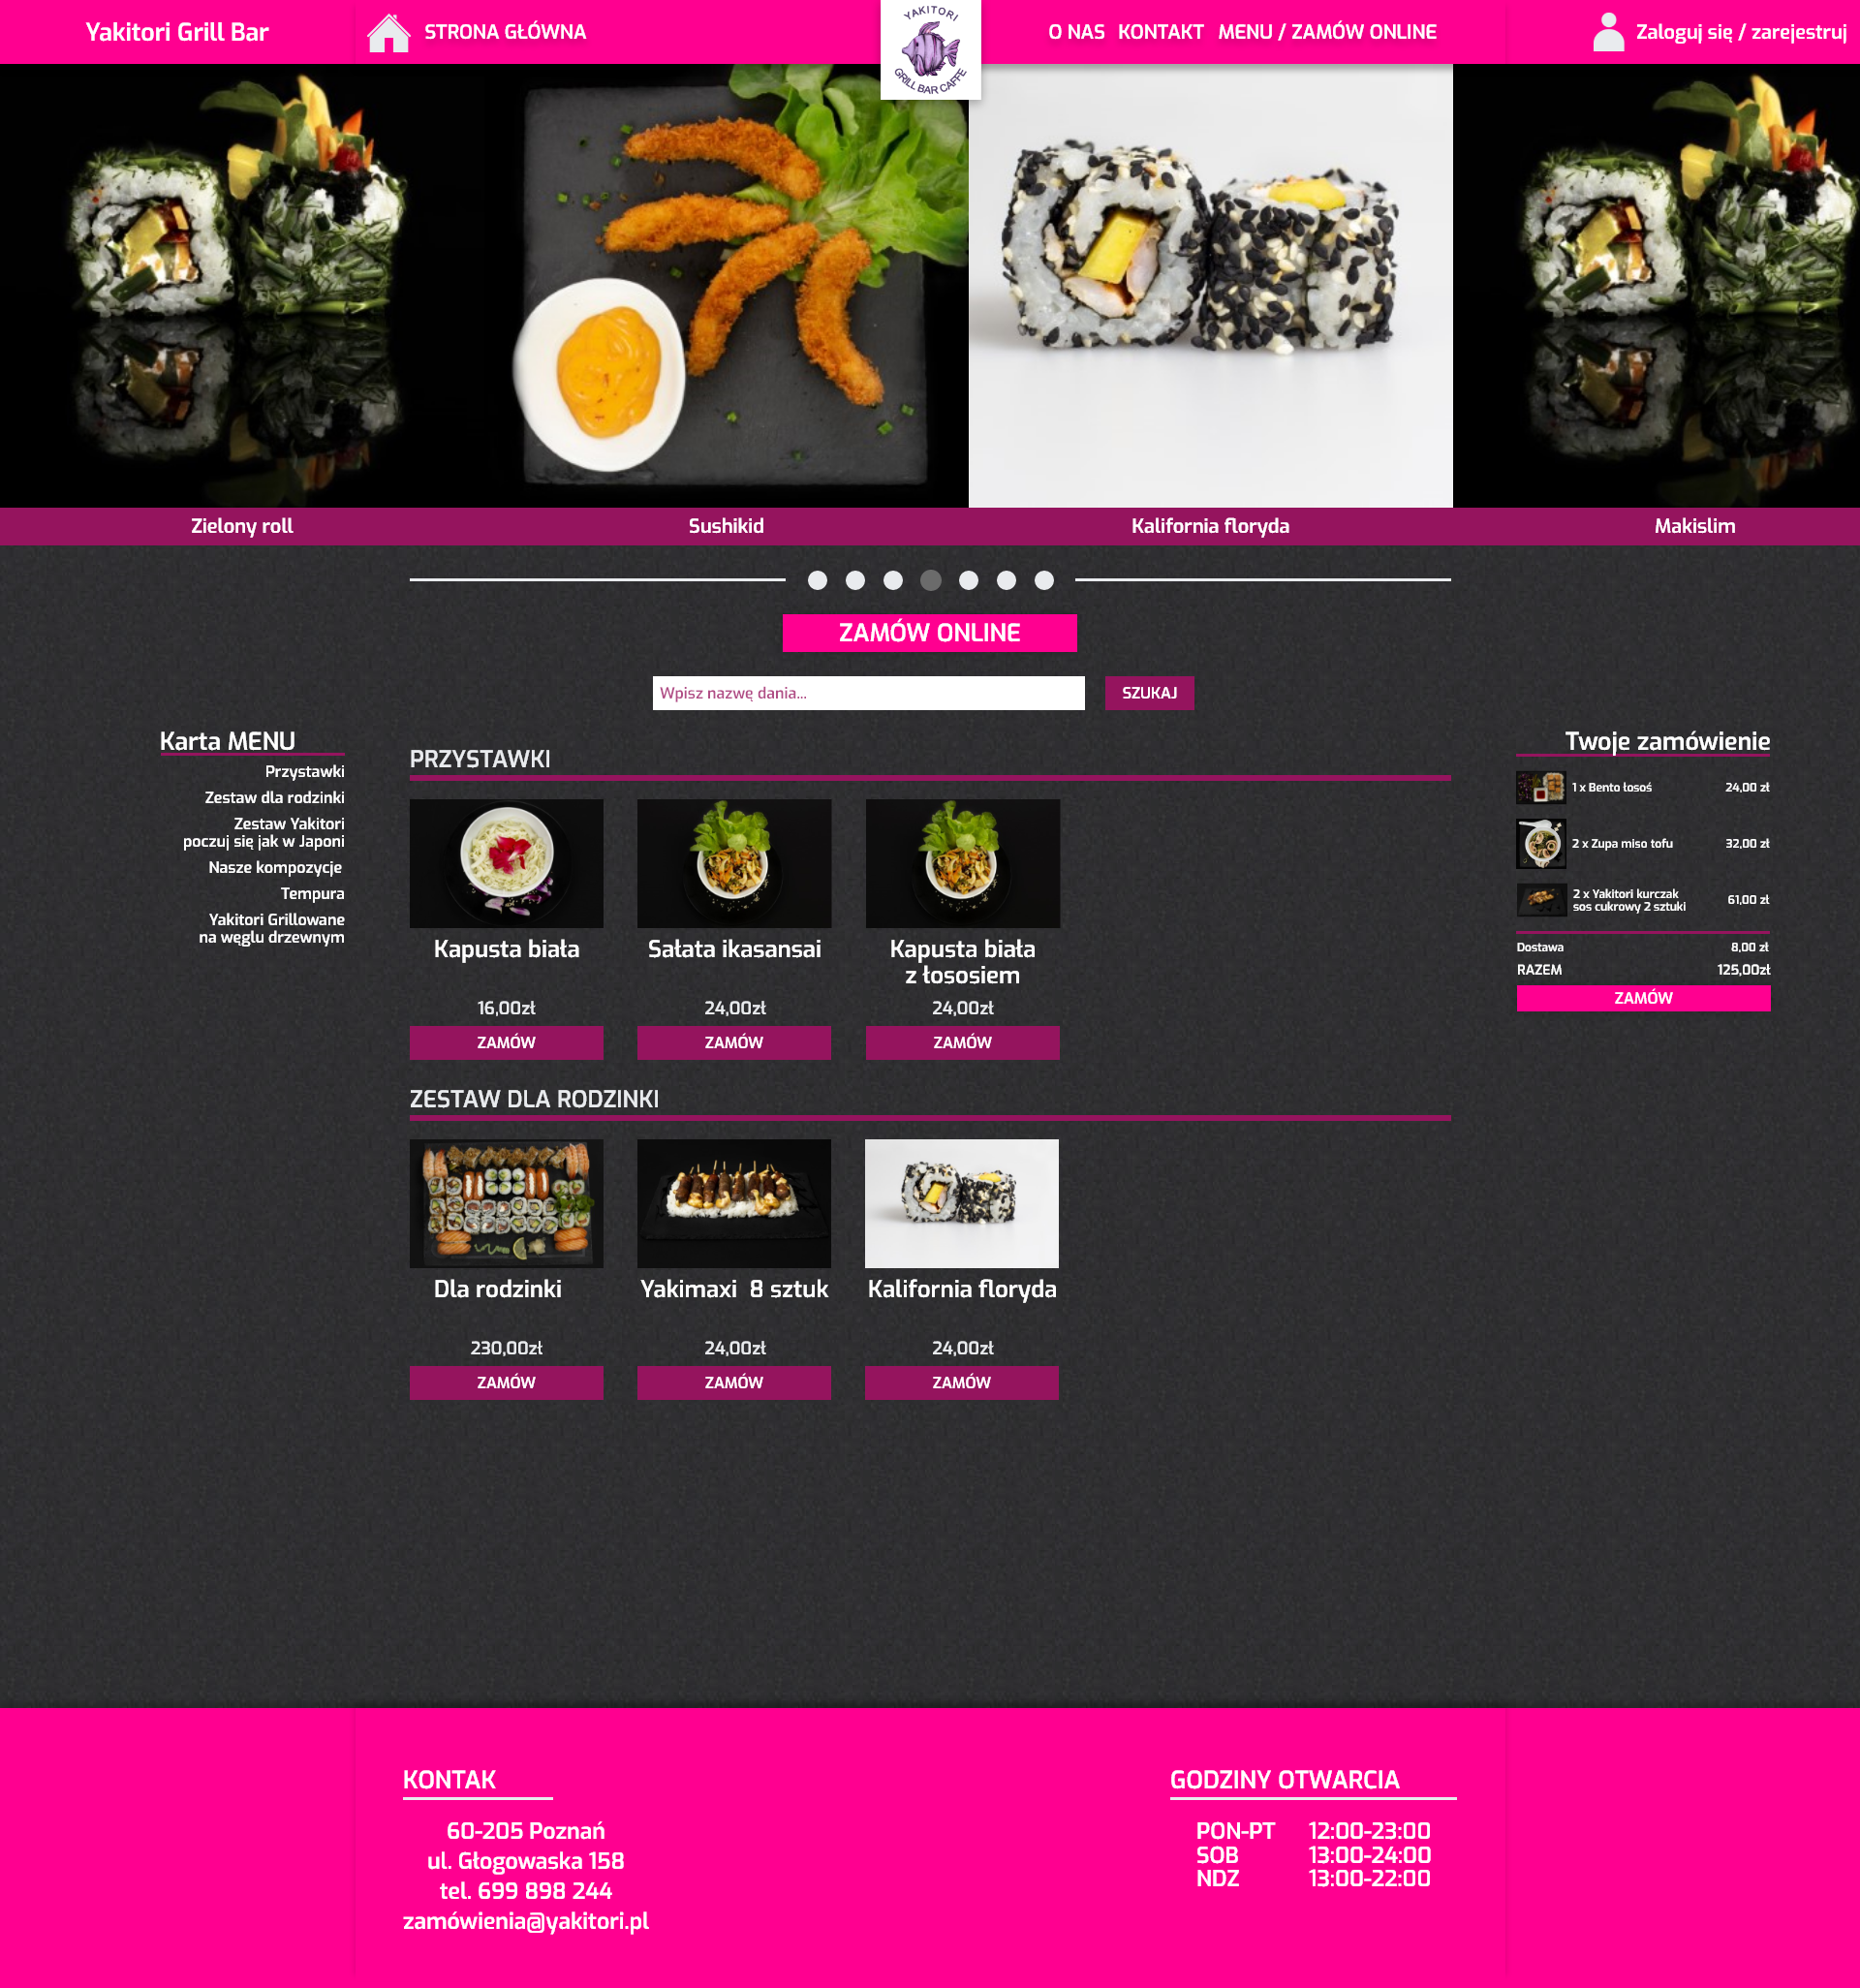 Yakitori Grill Bar
STRONA GŁÓWNA
YAKITORI
GRILL BAR CAFFE
O NAS KONTAKT MENU / ZAMÓW ONLINE
Zaloguj się / zarejestruj
Zielony roll
Sushikid
Kalifornia floryda
Makislim
ZAMÓW ONLINE
Wpisz nazwę dania...
SZUKAJ
Karta MENU
Przystawki
Zestaw dla rodzinki
Zestaw Yakitori
poczuj się jak w Japoni
Nasze kompozycje
Tempura
Yakitori Grillowane
na węglu drzewnym
PRZYSTAWKI
Kapusta biała
16,00zł
ZAMÓW
Sałata ikasansai
24,00zł
ZAMÓW
Kapusta biała
z łososiem
24,00zł
ZAMÓW
ZESTAW DLA RODZINKI
Dla rodzinki
230,00zł
ZAMÓW
Yakimaxi 8 sztuk
24,00zł
ZAMÓW
Kalifornia floryda
24,00zł
ZAMÓW
Twoje zamówienie
1 x Bento łosoś 24,00 zł
2 x Zupa miso tofu 32,00 zł
2 x Yakitori kurczak
sos cukrowy 2 sztuki 61,00 zł
Dostawa 8,00 zł
RAZEM 125,00zł
ZAMÓW
KONTAK
60-205 Poznań
ul. Głogowaska 158
tel. 699 898 244
zamówienia@yakitori.pl
GODZINY OTWARCIA
PON-PT 12:00-23:00
SOB 13:00-24:00
NDZ 13:00-22:00